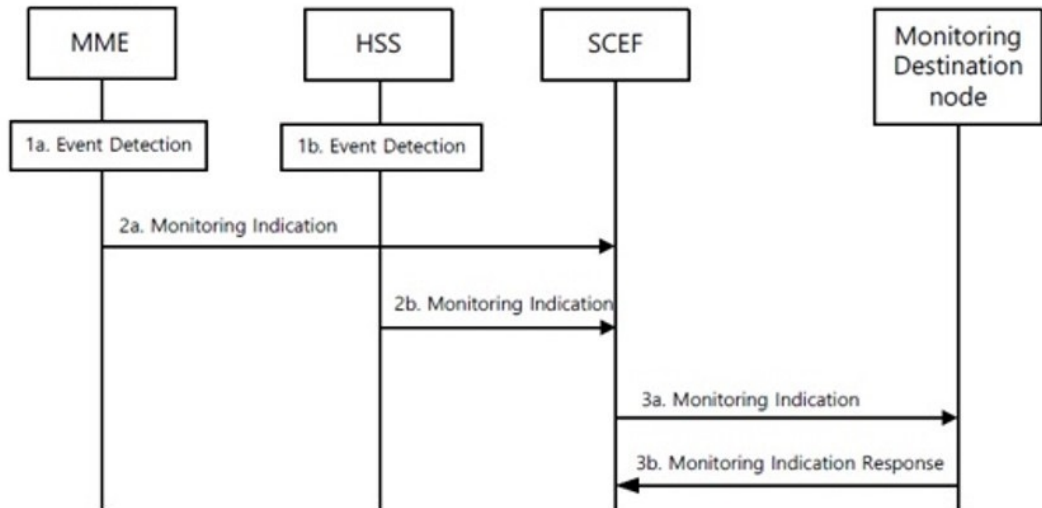 MME
HSS
SCEF
Monitoring
Destination
node
1a. Event Detection
1b. Event Detection
2a. Monitoring Indication
2b. Monitoring Indication
3a. Monitoring Indication
3b. Monitoring Indication Response